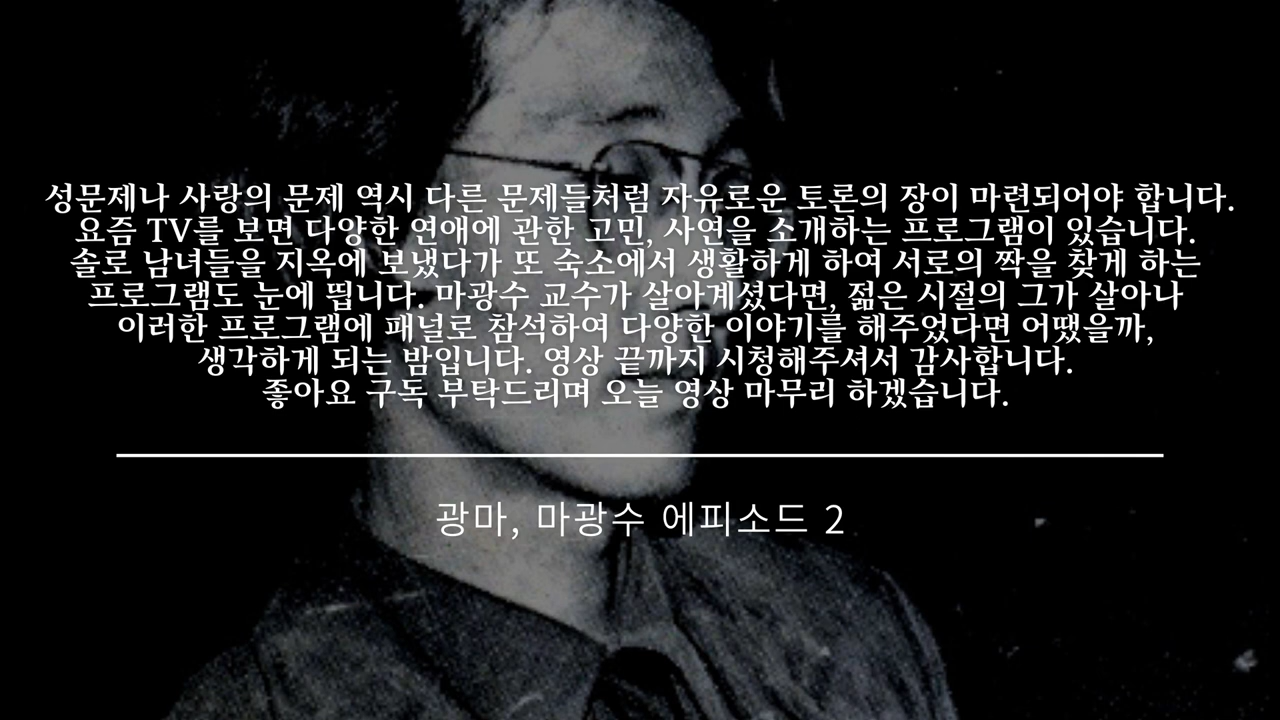 성문제나 사랑의 문제 역시 다른 문제들처럼 자유로운 토론의 장이 마련되어야 합니다.
요즘 TV를 보면 다양한 연애에 관한 고민, 사연을 소개하는 프로그램이 있습니다.
솔로 남녀들을 지옥에 보냈다가 또 숙소에서 생활하게 하여 서로의 짝을 찾게 하는
프로그램도 눈에 띕니다. 마광수 교수가 살아계셨다면, 젊은 시절의 그가 살아나
이러한 프로그램에 패널로 참석하여 다양한 이야기를 해주었다면 어땠을까,
생각하게 되는 밤입니다. 영상 끝까지 시청해주셔서 감사합니다.
좋아요 구독 부탁드리며 오늘 영상 마무리 하겠습니다.
광마, 마광수 에피소드 2